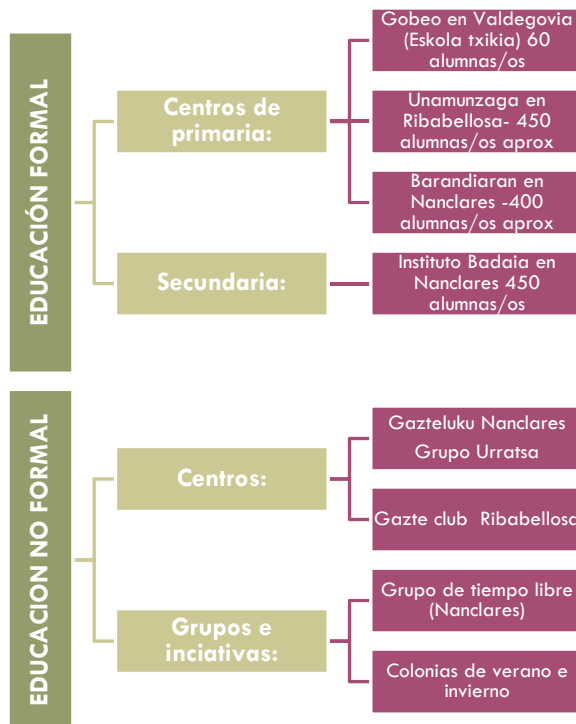 EDUCACIÓN FORMAL
Centros de
primaria:
Gobeo en Valdegovia
(Eskola txikia) 60
alumnas/os
Unamunzaga en
Ribabellosa- 450
alumnas/os aprox
Barandiaran en
Nanclares -400
alumnas/os aprox
Secundaria:
Instituto Badaia en
Nanclares 450
alumnas/os
EDUCACION NO FORMAL
Centros:
Gazteluku Nanclares
Grupo Urratsa
Gazte club Ribabellosa
Grupos e
inciativas:
Grupo de tiempo libre
(Nanclares)
Colonias de verano e
invierno